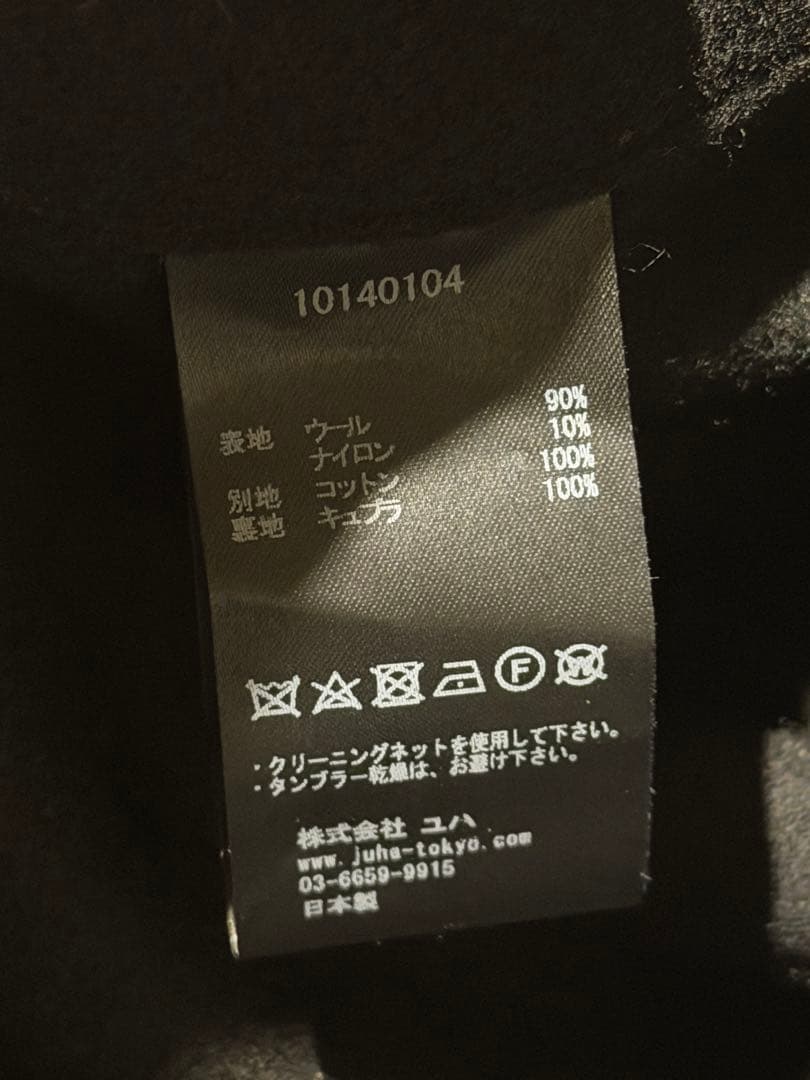 10140104
表地 ウール 90%
ナイロン 10%
別地 コットン 100%
裏地 キュプラ 100%
F W
・クリーニングネットを使用して下さい。
・タンブラー乾燥は、お避け下さい。
株式会社 ユハ
www.juha-tokyo.com
03-6659-9915
日本製